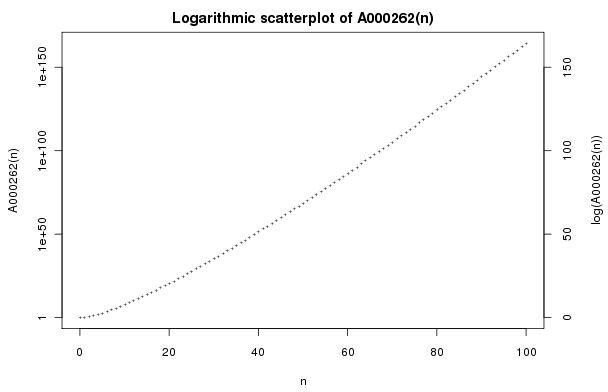 Logarithmic scatterplot of A000262(n)
A000262(n)
1e+150
1e+100
1e+50
1
150
100
50
0
log(A000262(n))
0 20 40 60 80 100
n